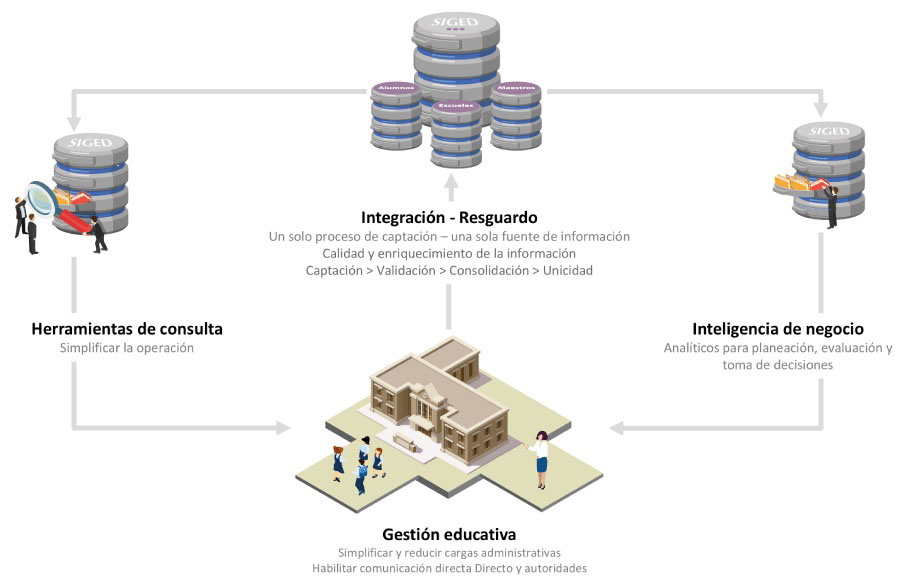 SIGED
Alumnos
Maestros
Escuelas
SIGED
SIGED
Integración - Resguardo
Un solo proceso de captación – una sola fuente de información
Calidad y enriquecimiento de la información
Captación > Validación > Consolidación > Unicidad
Herramientas de consulta
Simplificar la operación
Inteligencia de negocio
Analíticos para planeación, evaluación y
toma de decisiones
Gestión educativa
Simplificar y reducir cargas administrativas
Habilitar comunicación directa Directo y autoridades